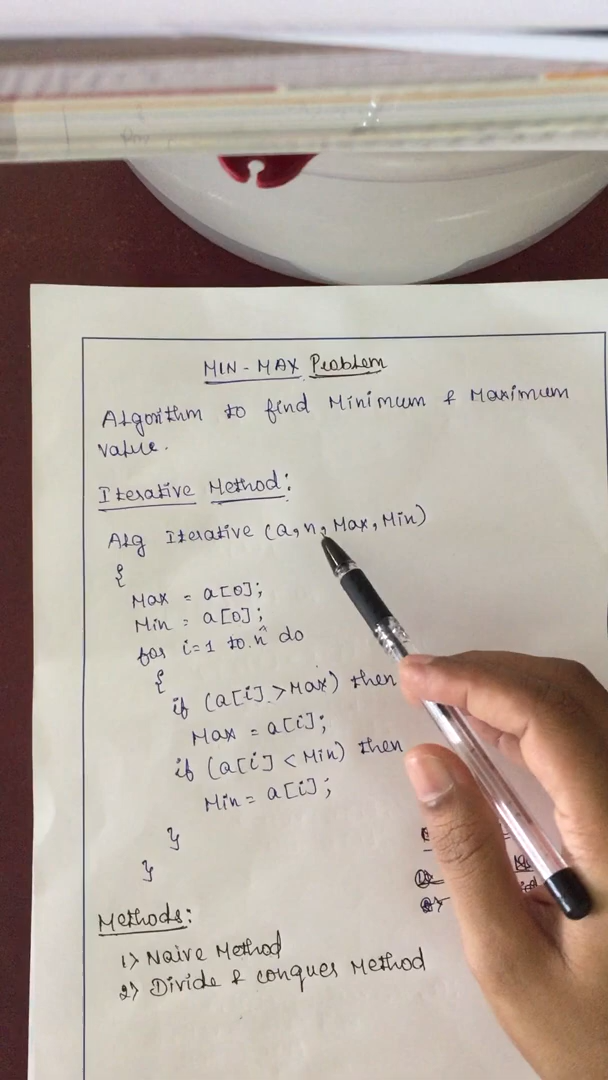 MIN - MAX Problem
Algorithm to find Minimum & Maximum
value.
Iterative Method:
Alg Iterative (a, n, Max, Min)
{
Max = a[0];
Min = a[0];
for i=1 to n do
{
if (a[i] > Max) then
Max = a[i];
if (a[i] < Min) then
Min = a[i];
}
}
Methods:
1> Naive Method
2> Divide & Conquer Method